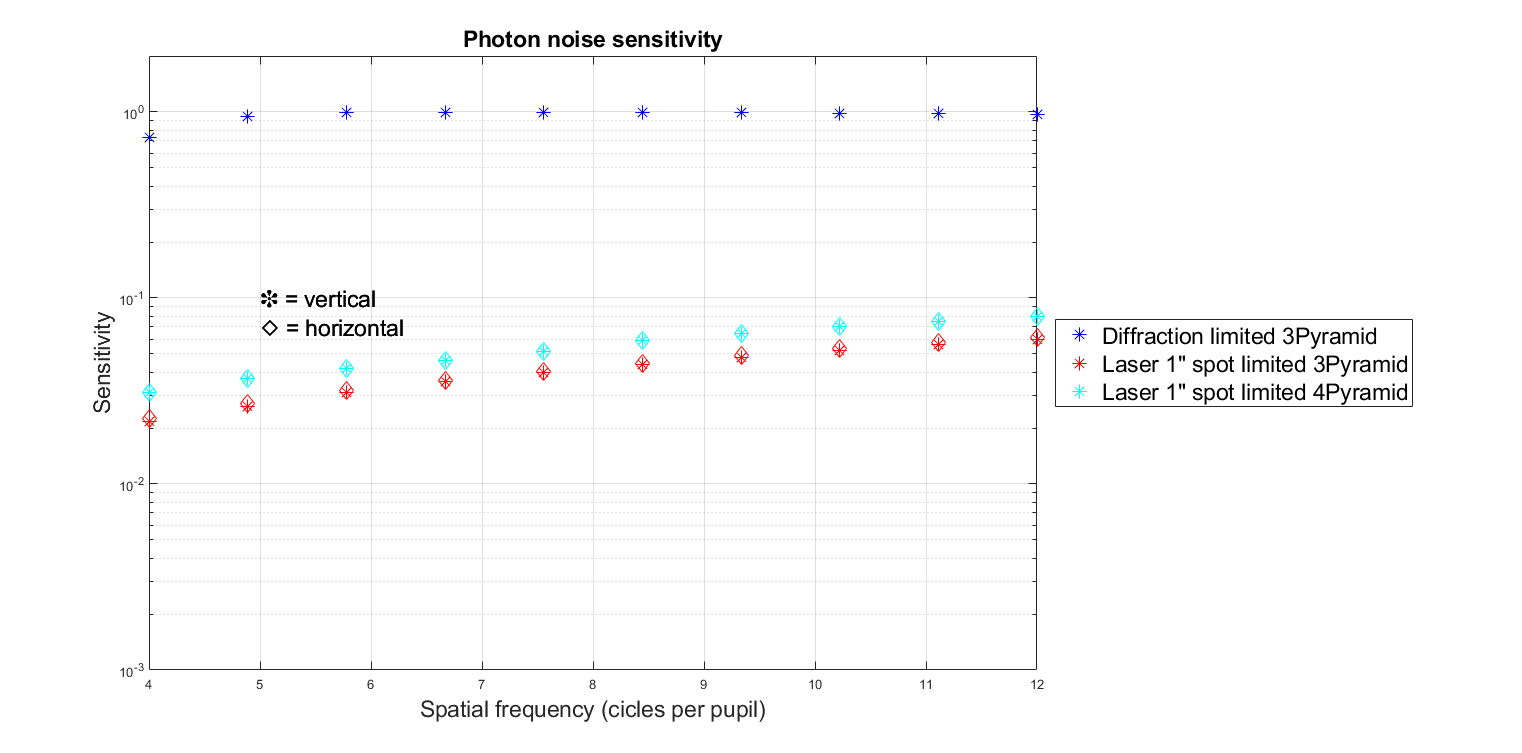 Photon noise sensitivity
10^0
10^-1
10^-2
10^-3
Sensitivity
✻ = vertical
◇ = horizontal
Diffraction limited 3Pyramid
Laser 1" spot limited 3Pyramid
Laser 1" spot limited 4Pyramid
4 5 6 7 8 9 10 11 12
Spatial frequency (cicles per pupil)